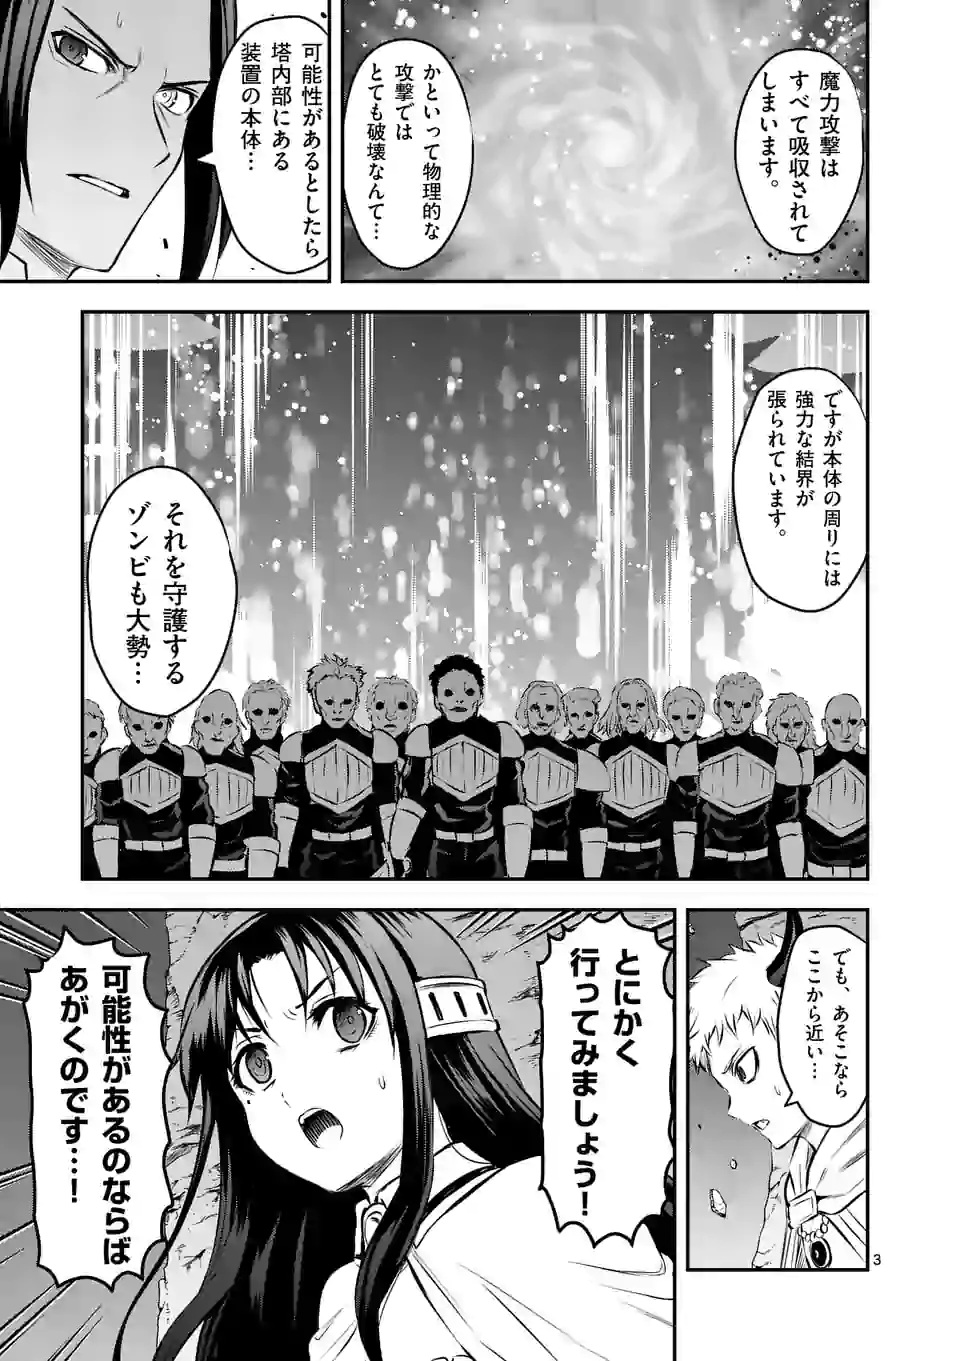 魔力攻撃は
すべて吸収されて
しまいます。
かといって物理的な
攻撃では
とても破壊なんて…
可能性があるとしたら
塔内部にある
装置の本体…
ですが本体の周りには
強力な結界が
張られています。
それを守護する
ゾンビも大勢…
でも、あそこなら
ここから近い…
とにかく
行ってみましょう!
可能性があるのならば
あがくのです…!
3